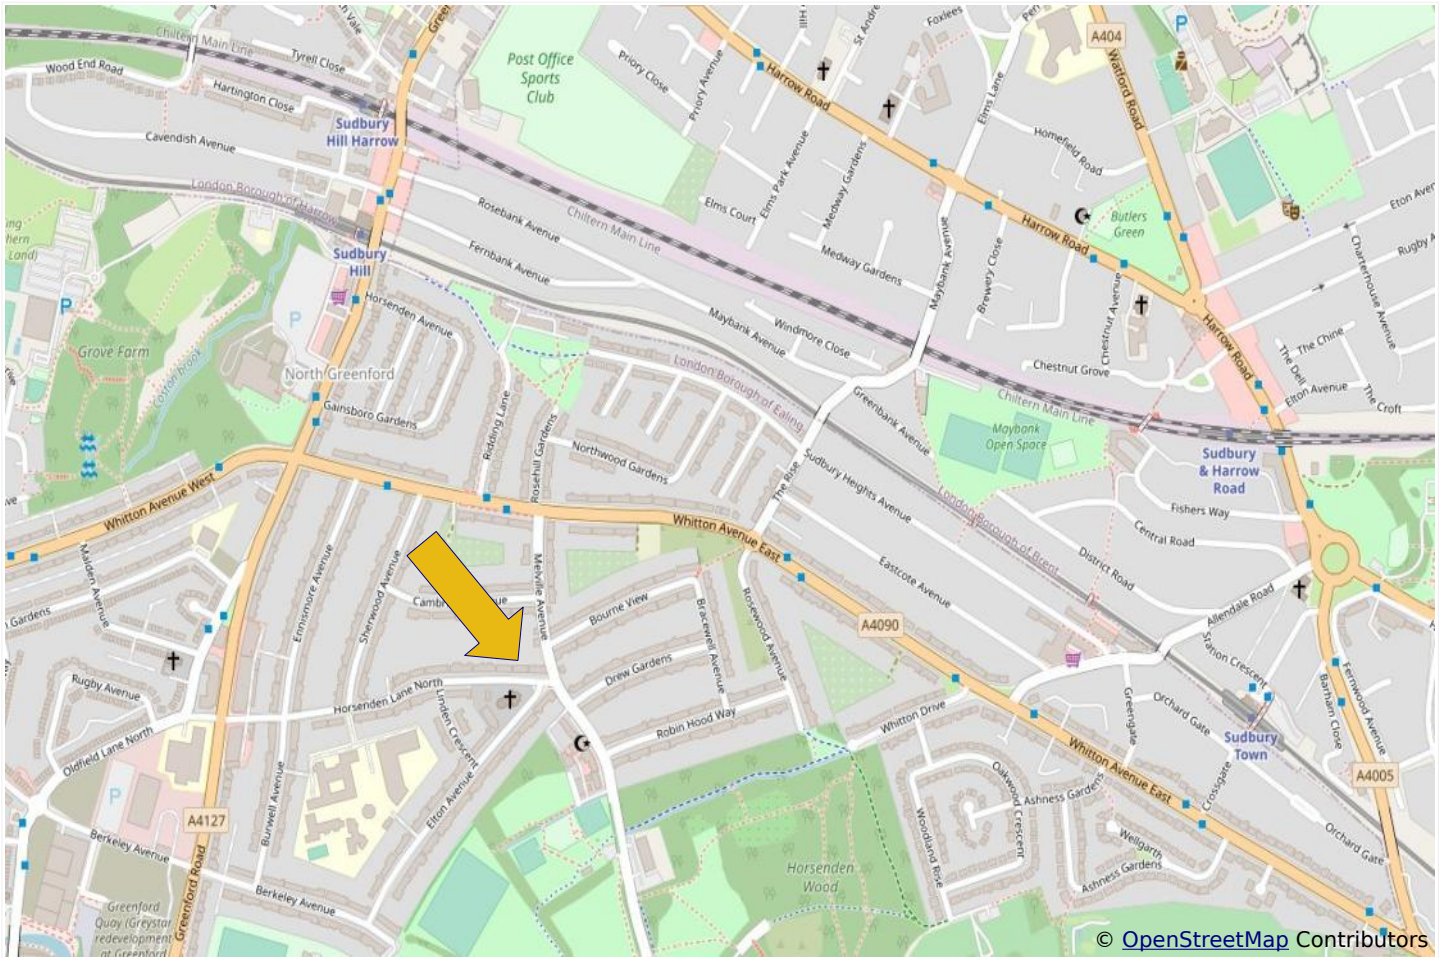 Chiltern Main Line
Tyrell Close
Wood End Road
Hartington Close
Cavendish Avenue
Sudbury
Hill Harrow
London Borough of Harrow
Post Office
Sports
Club
Priory Close
Priory Avenue
Harrow Road
Foxlees
A404
Watford Road
Elms Lane
Homefield Road
Elms Park Avenue
Medway Gardens
Elms Court
Rosebank Avenue
Chiltern Main Line
Fernbank Avenue
Medway Gardens
Maybank Avenue
Brewery Close
Harrow Road
Butlers
Green
Eton Aven
Rugby A
Charterhouse Avenue
Sudbury
Hill
P
P
P
Horsenden Avenue
Grove Farm
Costons Brook
North Greenford
Gainsboro Gardens
Maybank Avenue
Windmore Close
Chestnut Avenue
Chestnut Grove
Harrow Road
The Dell
The Chine
Elton Avenue
The Croft
London Borough of Ealing
Chiltern Main Line
Greenbank Avenue
Maybank
Open Space
Ridding Lane
Rosehill Gardens
Northwood Gardens
The Rise
Sudbury Heights Avenue
London Borough of Brent
Sudbury
& Harrow
Road
Whitton Avenue West
Whitton Avenue East
Fishers Way
Central Road
District Road
Eastcote Avenue
Allendale Road
Malden Avenue
Gardens
Ennismore Avenue
Sherwood Avenue
Melville Avenue
Bourne View
Bracewell Avenue
Rosewood Avenue
A4090
Station Crescent
Drew Gardens
Rugby Avenue
Horsenden Lane North
Linden Crescent
Robin Hood Way
Whitton Drive
Greengate
Orchard Gate
Sudbury
Town
Fernwood Avenue
Barham Close
Oldfield Lane North
P
A4127
Burwell Avenue
Elton Avenue
Whitton Avenue East
Crossgate
A4005
Oakwood Crescent
Ashness Gardens
Woodland Rise
Wellgarth
Ashness Gardens
Orchard Gate
Berkeley Avenue
Berkeley Avenue
Greenford Road
Horsenden
Wood
Greenford
Quay (Greystar
redevelopment
at Greenford
© OpenStreetMap Contributors